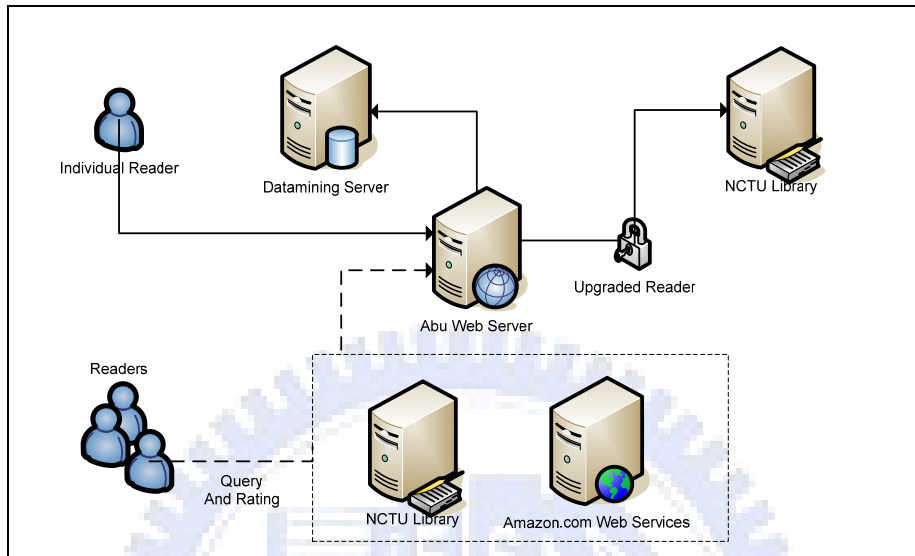 Individual Reader
Datamining Server
NCTU Library
Abu Web Server
Upgraded Reader
Readers
Query
And Rating
NCTU Library
Amazon.com Web Services